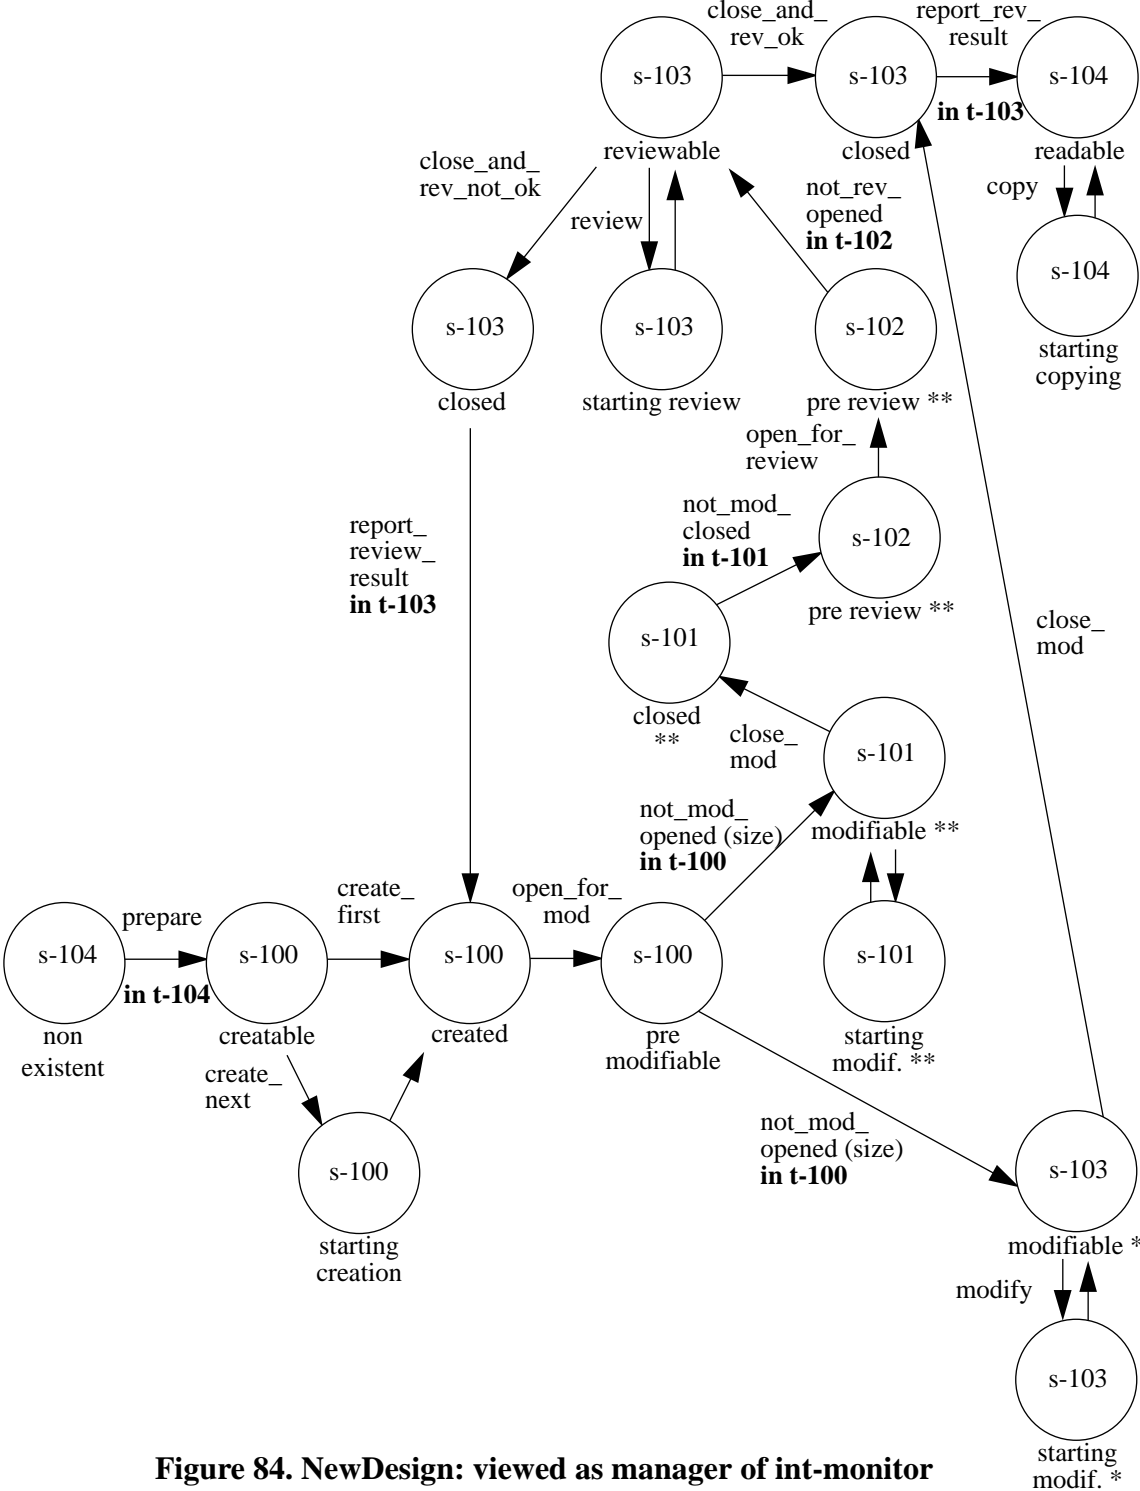 close_and_
rev_ok
report_rev_
result
s-103
s-103
s-104
in t-103
reviewable
closed
readable
close_and_
rev_not_ok
review
not_rev_
opened
in t-102
copy
s-104
starting
copying
s-103
closed
s-103
starting review
s-102
pre review **
open_for_
review
not_mod_
closed
in t-101
s-102
pre review **
report_
review_
result
in t-103
s-101
closed
**
close_
mod
close_
mod
s-101
modifiable **
not_mod_
opened (size)
in t-100
s-101
starting
modif. **
prepare
create_
first
open_for_
mod
s-104
in t-104
non
existent
s-100
creatable
s-100
created
s-100
pre
modifiable
create_
next
s-100
starting
creation
not_mod_
opened (size)
in t-100
s-103
modifiable *
modify
s-103
starting
modif. *
Figure 84. NewDesign: viewed as manager of int-monitor